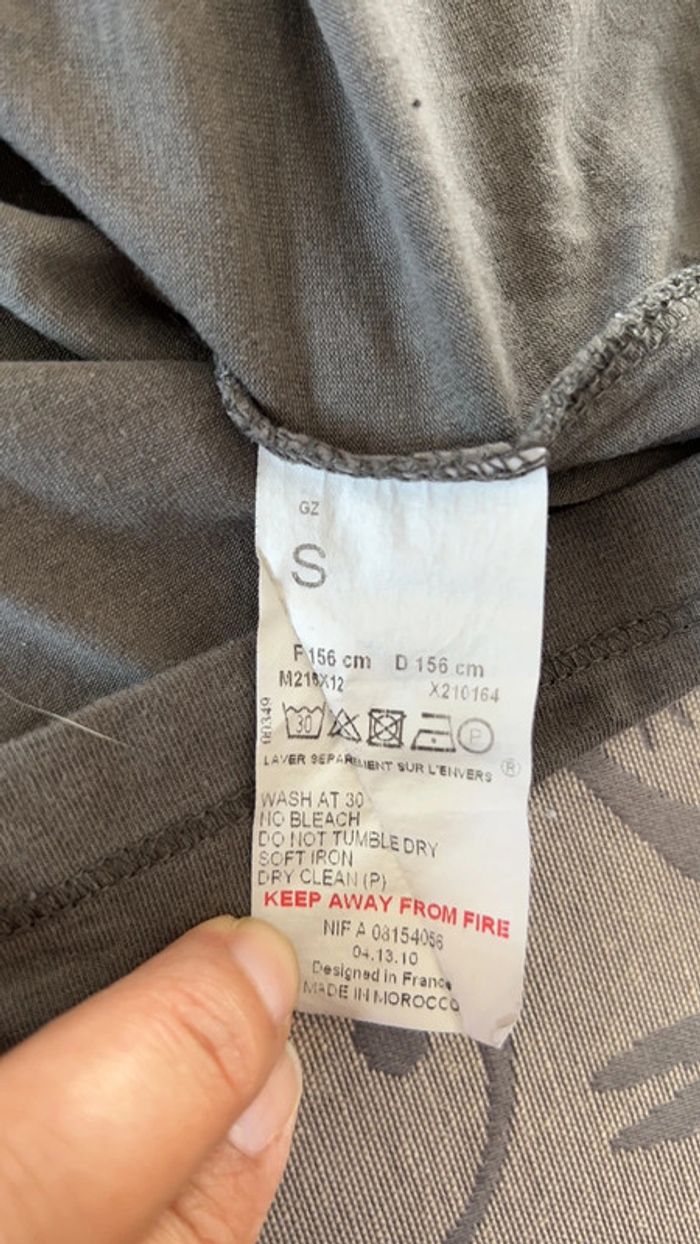 GZ
S
F 156 cm D 156 cm
M216X12 X210164
00349
30 P
LAVER SEPAREMENT SUR L'ENVERS ®
WASH AT 30
NO BLEACH
DO NOT TUMBLE DRY
SOFT IRON
DRY CLEAN (P)
KEEP AWAY FROM FIRE
NIF A 08154056
04.13.10
Designed in France
MADE IN MOROCCO